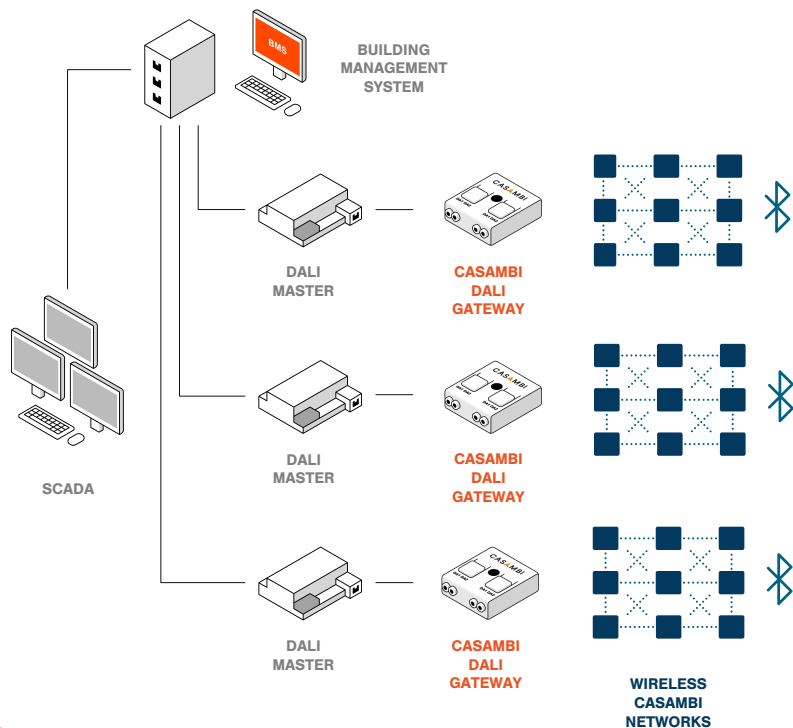 BMS
BUILDING
MANAGEMENT
SYSTEM
CASAMBI
DALI
MASTER
CASAMBI
DALI
GATEWAY
CASAMBI
DALI
MASTER
CASAMBI
DALI
GATEWAY
SCADA
CASAMBI
DALI
MASTER
CASAMBI
DALI
GATEWAY
WIRELESS
CASAMBI
NETWORKS